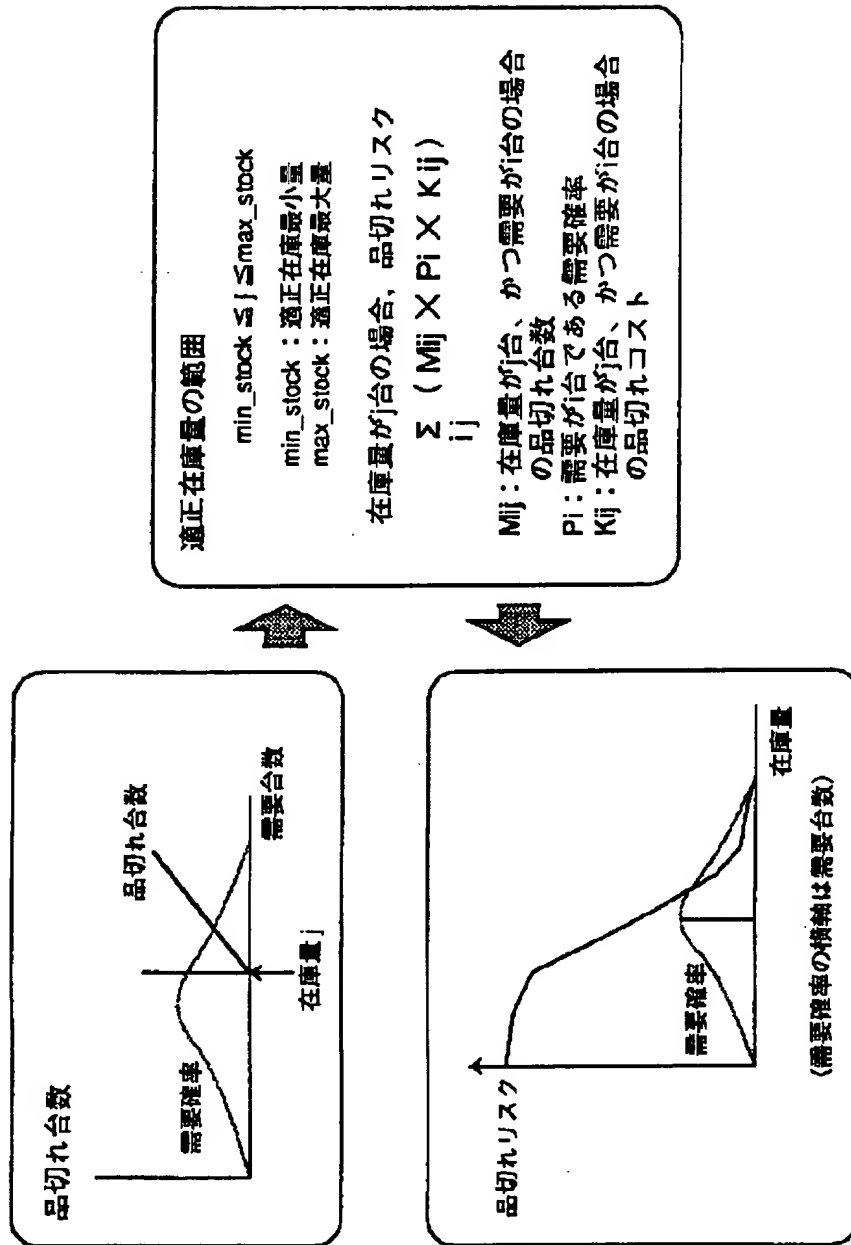 品切れ台数
需要確率
品切れ台数
需要台数
在庫量j
適正在庫量の範囲
min_stock≦j≦max_stock
min_stock：適正在庫最小量
max_stock：適正在庫最大量
在庫量がj台の場合，品切れリスク
Σ（Mij×Pi×Kij）
ij
Mij：在庫量がj台、かつ需要がi台の場合
の品切れ台数
Pi：需要がi台である需要確率
Kij：在庫量がj台、かつ需要がi台の場合
の品切れコスト
品切れリスク
需要確率
在庫量
（需要確率の横軸は需要台数）